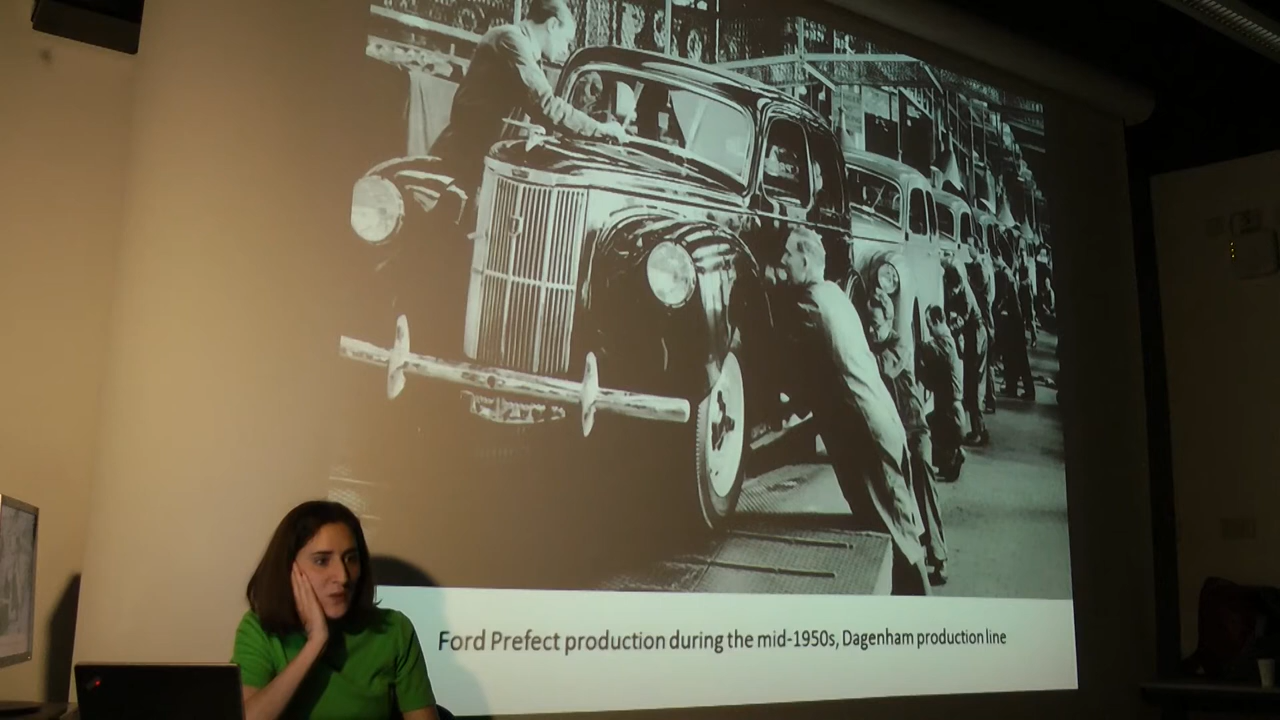 Ford Prefect production during the mid-1950s, Dagenham production line